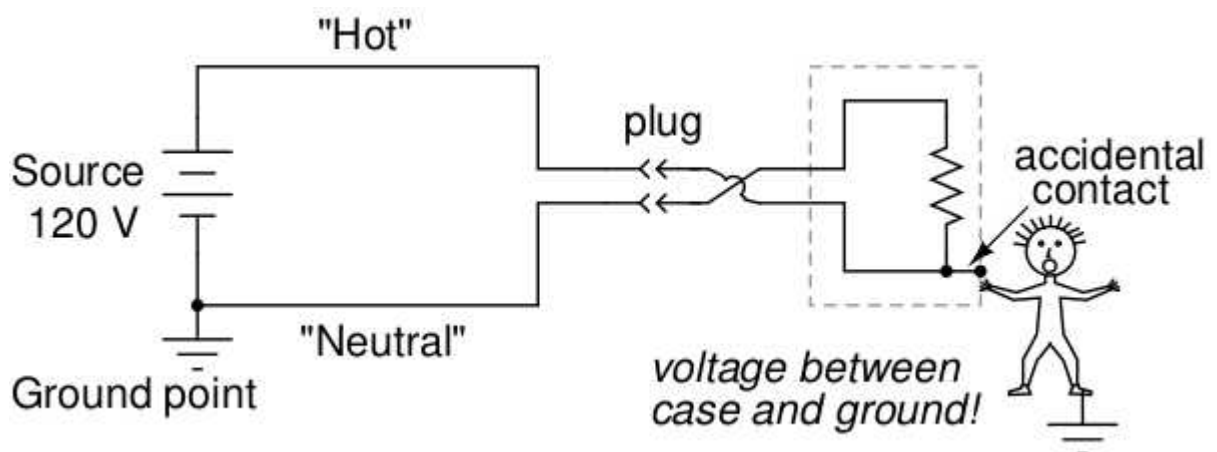 "Hot"
plug
Source
120 V
accidental
contact
"Neutral"
Ground point
voltage between
case and ground!